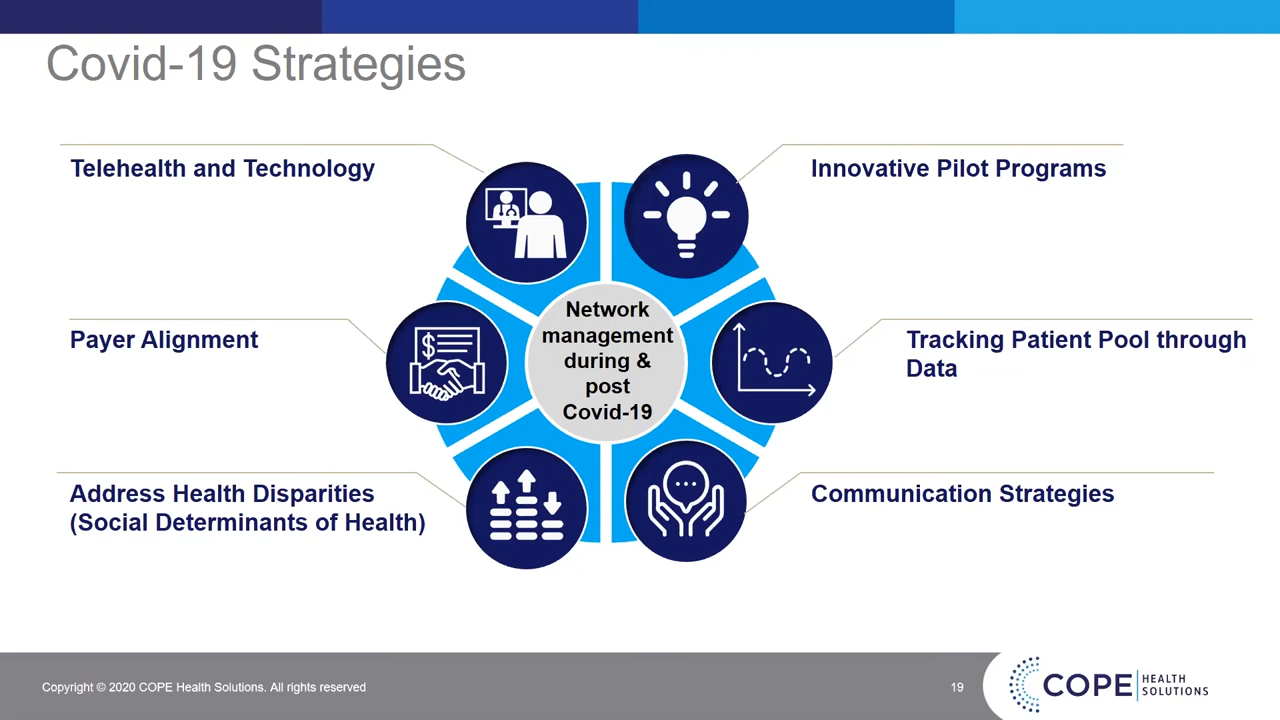 Covid-19 Strategies
Telehealth and Technology
Innovative Pilot Programs
Network
management
during &
post
Covid-19
Payer Alignment
$
Tracking Patient Pool through
Data
Address Health Disparities
(Social Determinants of Health)
Communication Strategies
Copyright © 2020 COPE Health Solutions. All rights reserved
19
COPE
HEALTH
SOLUTIONS